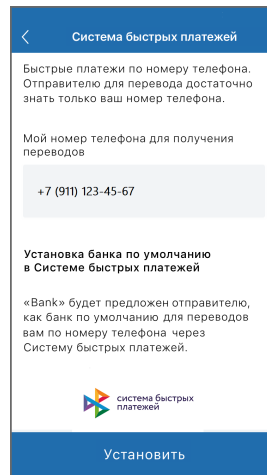 Система быстрых платежей
Быстрые платежи по номеру телефона.
Отправителю для перевода достаточно
знать только ваш номер телефона.
Мой номер телефона для получения
переводов
+7 (911) 123-45-67
Установка банка по умолчанию
в Системе быстрых платежей
«Bank» будет предложен отправителю,
как банк по умолчанию для переводов
вам по номеру телефона через
Систему быстрых платежей.
система быстрых
платежей
Установить